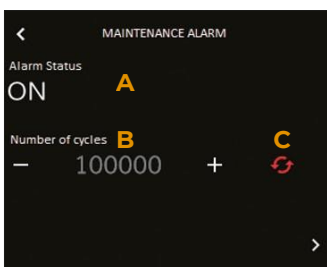 MAINTENANCE ALARM
Alarm Status
ON
A
Number of cycles
B
C
− 100000 +